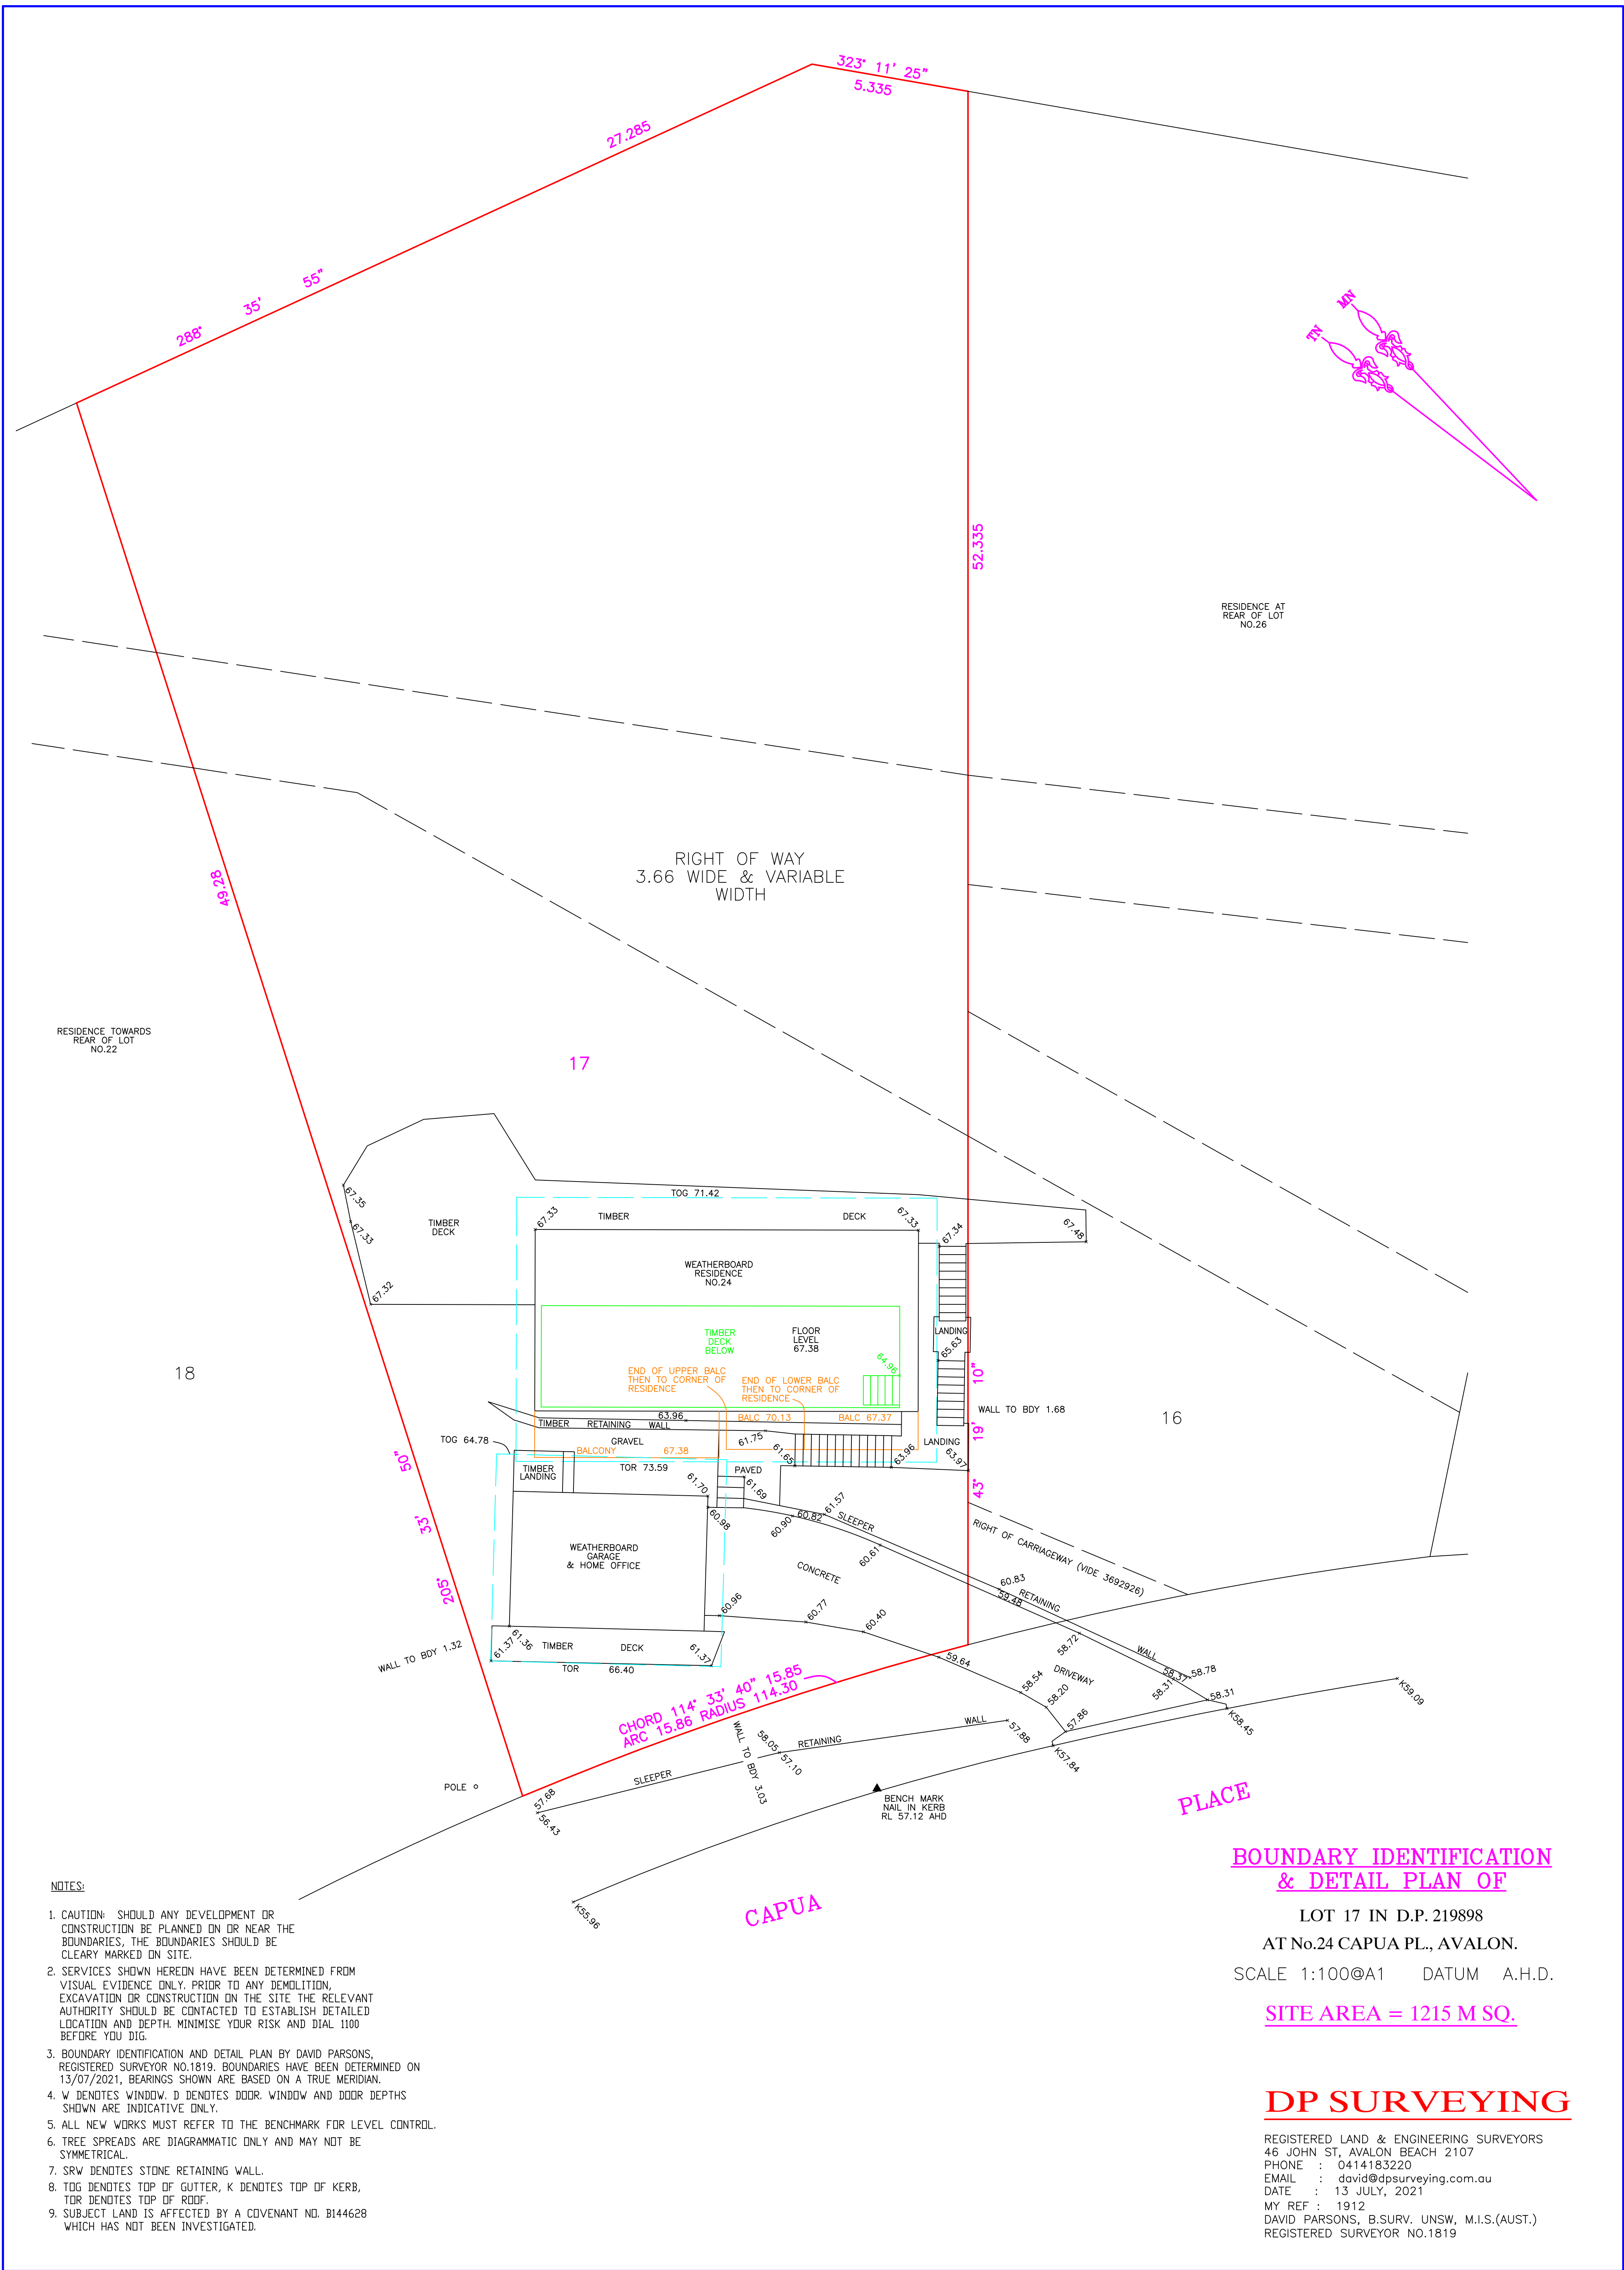 323° 11' 25"
5.335
27.285
288° 35' 55"
MN
TN
52.335
RESIDENCE AT
REAR OF LOT
NO.26
RIGHT OF WAY
3.66 WIDE & VARIABLE
WIDTH
49.28
RESIDENCE TOWARDS
REAR OF LOT
NO.22
17
TOG 71.42
67.35
67.33
TIMBER
DECK
67.33
TIMBER DECK
67.33
67.34
67.48
67.32
WEATHERBOARD
RESIDENCE
NO.24
TIMBER
DECK
BELOW
FLOOR
LEVEL
67.38
LANDING
65.63
64.96
18
END OF UPPER BALC
THEN TO CORNER OF
RESIDENCE
END OF LOWER BALC
THEN TO CORNER OF
RESIDENCE
43° 19' 10"
WALL TO BDY 1.68
16
63.96
BALC 70.13
BALC 67.37
TIMBER RETAINING WALL
TOG 64.78
GRAVEL
BALCONY 67.38
61.75
61.65
63.96
LANDING
63.97
205° 33' 50"
TIMBER
LANDING
TOR 73.59
PAVED
61.70
61.69
60.98
60.90
60.82
61.57
SLEEPER
60.61
RIGHT OF CARRIAGEWAY (VIDE 3692926)
WEATHERBOARD
GARAGE
& HOME OFFICE
CONCRETE
60.83
59.48
RETAINING
60.96
60.77
60.40
61.37
61.36
TIMBER DECK
61.37
58.72
WALL
WALL TO BDY 1.32
TOR 66.40
59.64
DRIVEWAY
58.37
58.78
58.31
58.54
58.20
58.31
K59.09
CHORD 114° 33' 40" 15.85
ARC 15.86 RADIUS 114.30
K58.45
57.86
WALL
57.88
K57.84
WALL TO BDY 3.03
58.05
57.10
RETAINING
SLEEPER
POLE
57.68
56.43
BENCH MARK
NAIL IN KERB
RL 57.12 AHD
PLACE
K55.96
CAPUA
NOTES:
1. CAUTION: SHOULD ANY DEVELOPMENT OR
CONSTRUCTION BE PLANNED ON OR NEAR THE
BOUNDARIES, THE BOUNDARIES SHOULD BE
CLEARY MARKED ON SITE.
2. SERVICES SHOWN HEREON HAVE BEEN DETERMINED FROM
VISUAL EVIDENCE ONLY. PRIOR TO ANY DEMOLITION,
EXCAVATION OR CONSTRUCTION ON THE SITE THE RELEVANT
AUTHORITY SHOULD BE CONTACTED TO ESTABLISH DETAILED
LOCATION AND DEPTH. MINIMISE YOUR RISK AND DIAL 1100
BEFORE YOU DIG.
3. BOUNDARY IDENTIFICATION AND DETAIL PLAN BY DAVID PARSONS,
REGISTERED SURVEYOR NO.1819. BOUNDARIES HAVE BEEN DETERMINED ON
13/07/2021, BEARINGS SHOWN ARE BASED ON A TRUE MERIDIAN.
4. W DENOTES WINDOW. D DENOTES DOOR. WINDOW AND DOOR DEPTHS
SHOWN ARE INDICATIVE ONLY.
5. ALL NEW WORKS MUST REFER TO THE BENCHMARK FOR LEVEL CONTROL.
6. TREE SPREADS ARE DIAGRAMMATIC ONLY AND MAY NOT BE
SYMMETRICAL.
7. SRW DENOTES STONE RETAINING WALL.
8. TOG DENOTES TOP OF GUTTER, K DENOTES TOP OF KERB,
TOR DENOTES TOP OF ROOF.
9. SUBJECT LAND IS AFFECTED BY A COVENANT NO. B144628
WHICH HAS NOT BEEN INVESTIGATED.
BOUNDARY IDENTIFICATION
& DETAIL PLAN OF
LOT 17 IN D.P. 219898
AT No.24 CAPUA PL., AVALON.
SCALE 1:100@A1 DATUM A.H.D.
SITE AREA = 1215 M SQ.
DP SURVEYING
REGISTERED LAND & ENGINEERING SURVEYORS
46 JOHN ST, AVALON BEACH 2107
PHONE : 0414183220
EMAIL : david@dpsurveying.com.au
DATE : 13 JULY, 2021
MY REF : 1912
DAVID PARSONS, B.SURV. UNSW, M.I.S.(AUST.)
REGISTERED SURVEYOR NO.1819